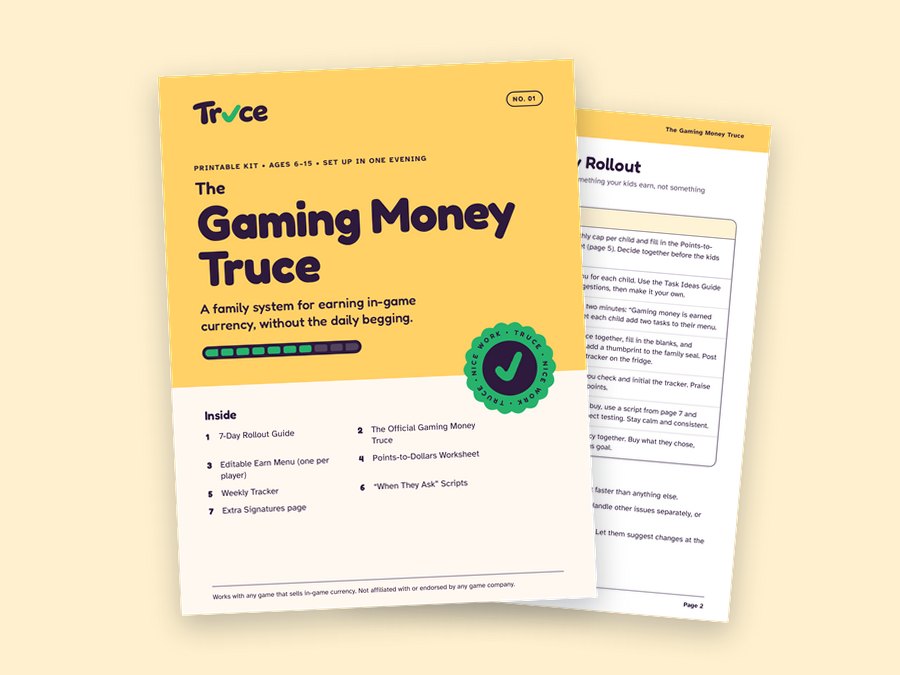 Truce
NO. 01
PRINTABLE KIT • AGES 6–15 • SET UP IN ONE EVENING
The
Gaming Money
Truce
A family system for earning in-game
currency, without the daily begging.
NICE WORK • TRUCE • NICE WORK • TRUCE •
Inside
1 7-Day Rollout Guide
2 The Official Gaming Money
Truce
3 Editable Earn Menu (one per
player)
4 Points-to-Dollars Worksheet
5 Weekly Tracker
6 “When They Ask” Scripts
7 Extra Signatures page
Works with any game that sells in-game currency. Not affiliated with or endorsed by any game company.
The Gaming Money Truce
Rollout
your kids earn, not something
cap per child and fill in the Points-to-
(page 5). Decide together before the kids
for each child. Use the Task Ideas Guide
then make it your own.
two minutes: “Gaming money is earned
each child add two tasks to their menu.
together, fill in the blanks, and
add a thumbprint to the family seal. Post
tracker on the fridge.
you check and initial the tracker. Praise
points.
buy, use a script from page 7 and
testing. Stay calm and consistent.
together. Buy what they chose,
goal.
faster than anything else.
Handle other issues separately, or
Let them suggest changes at the
Page 2